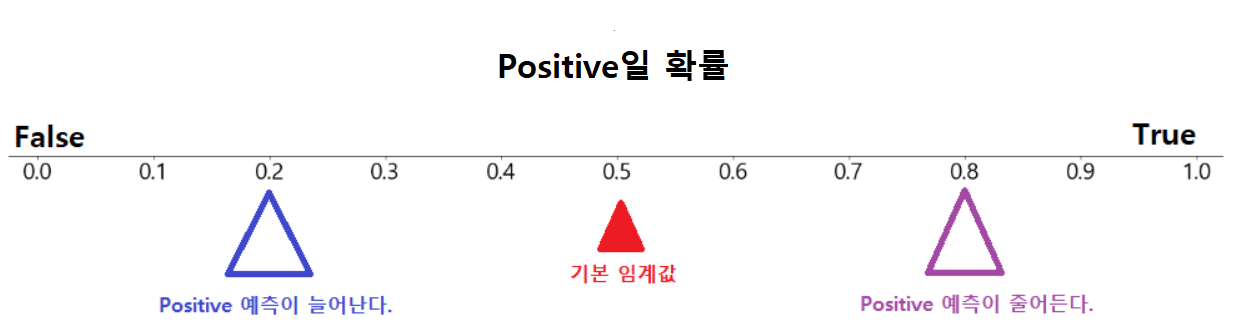 Positive일 확률
False True
0.0 0.1 0.2 0.3 0.4 0.5 0.6 0.7 0.8 0.9 1.0
기본 임계값
Positive 예측이 늘어난다. Positive 예측이 줄어든다.